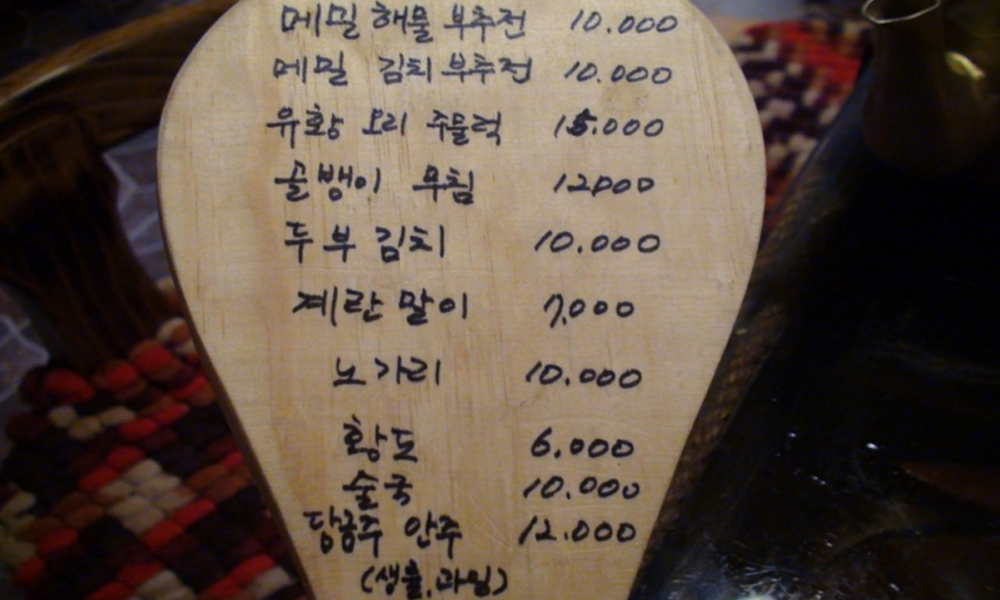 메밀 해물 부추전 10.000
메밀 김치 부추전 10.000
유황 오리 주물럭 15.000
골뱅이 무침 12000
두부 김치 10.000
계란 말이 7.000
노가리 10.000
황도 6.000
술국 10.000
당금주 안주 12.000
(생률,과일)